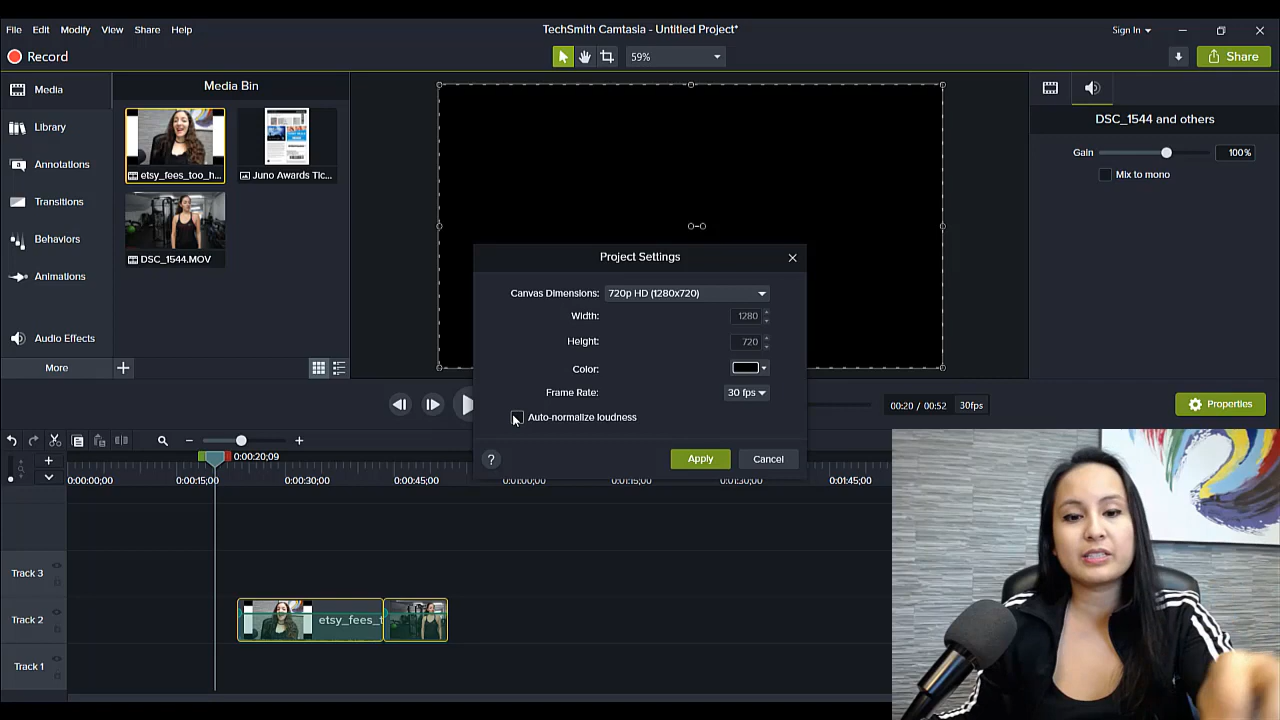 TechSmith Camtasia - Untitled Project*
File Edit Modify View Share Help
Sign In
Record
59%
Share
Media
Library
Annotations
Transitions
Behaviors
Animations
Audio Effects
More
Media Bin
etsy_fees_too_h...
Juno Awards Tic...
DSC_1544.MOV
DSC_1544 and others
Gain 100%
Mix to mono
Project Settings
Canvas Dimensions: 720p HD (1280x720)
Width: 1280
Height: 720
Color:
Frame Rate: 30 fps
Auto-normalize loudness
? Apply Cancel
00:20 / 00:52 30fps
Properties
0:00:20;09
0:00:00;00 0:00:15;00 0:00:30;00 0:00:45;00 0:01:00;00 0:01:15;00 0:01:30;00 0:01:45;00
Track 3
Track 2
etsy_fees_t
Track 1